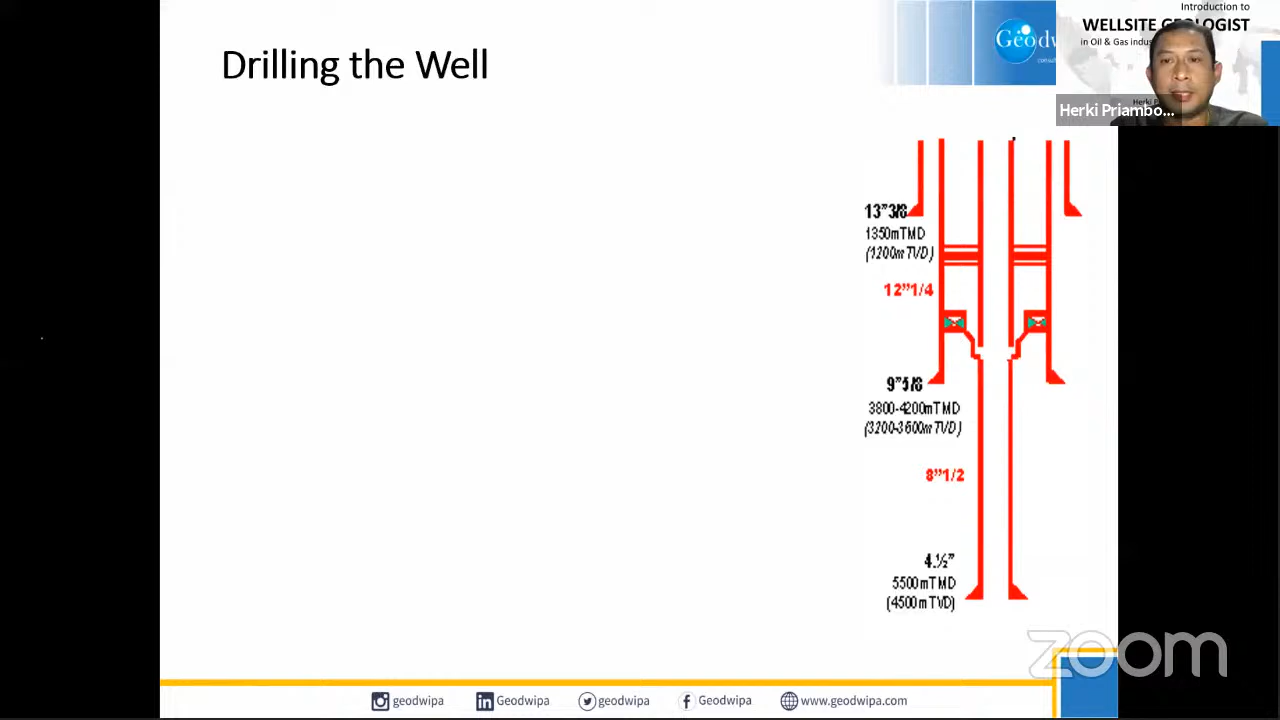 Drilling the Well
Introduction to
WELLSITE GEOLOGIST
in Oil & Gas
Herki Priambo...
13"3/8
1350mTMD
(1200m TVD)
12"1/4
9"5/8
3800-4200mTMD
(3200-3600m TVD)
8"1/2
4.½"
5500mTMD
(4500m TVD)
zoom
geodwipa
Geodwipa
geodwipa
Geodwipa
www.geodwipa.com